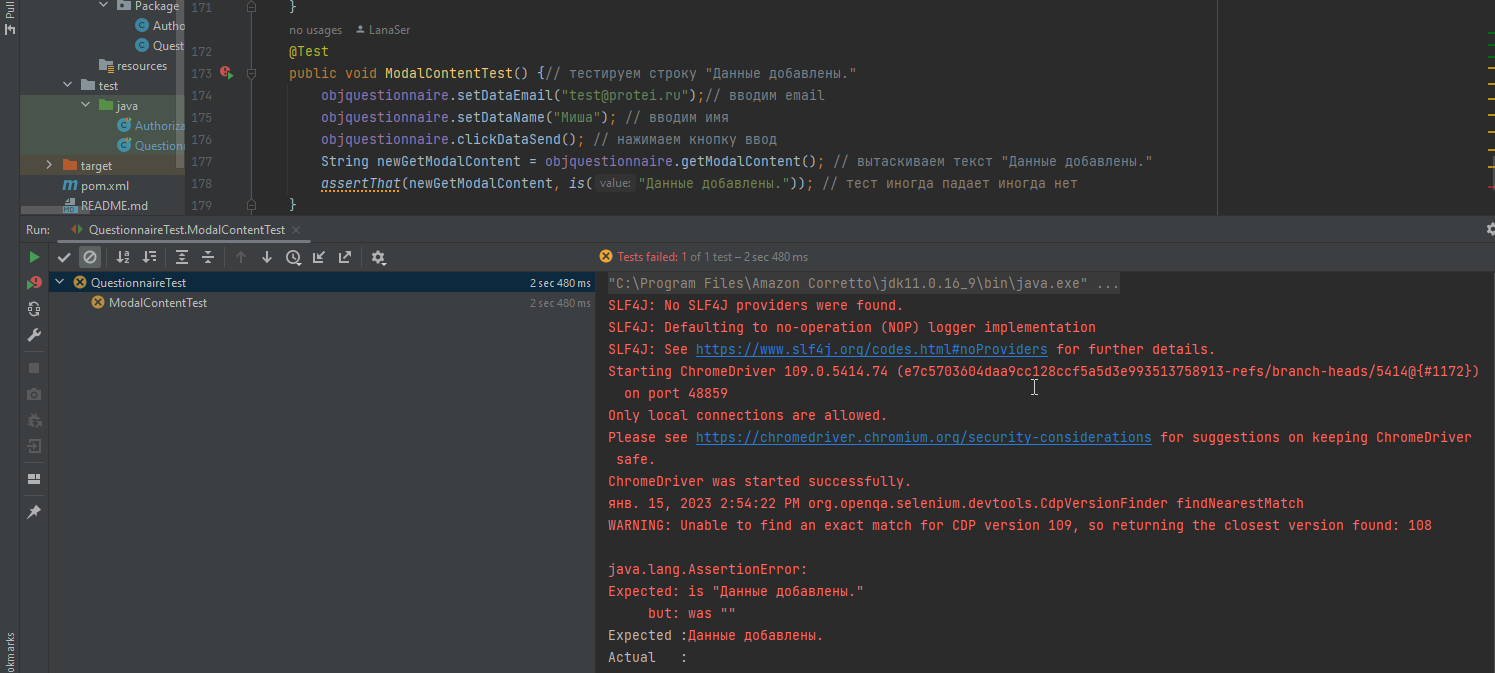 Pull
Package
Autho
Quest
resources
test
java
Authoriza
Question
target
pom.xml
README.md
171 }
no usages LanaSer
172 @Test
173 public void ModalContentTest() {// тестируем строку "Данные добавлены."
174 objquestionnaire.setDataEmail("test@protei.ru");// вводим email
175 objquestionnaire.setDataName("Миша"); // вводим имя
176 objquestionnaire.clickDataSend(); // нажимаем кнопку ввод
177 String newGetModalContent = objquestionnaire.getModalContent(); // вытаскиваем текст "Данные добавлены."
178 assertThat(newGetModalContent, is( value: "Данные добавлены.")); // тест иногда падает иногда нет
179 }
Run: QuestionnaireTest.ModalContentTest
Tests failed: 1 of 1 test – 2 sec 480 ms
QuestionnaireTest 2 sec 480 ms
ModalContentTest 2 sec 480 ms
"C:\Program Files\Amazon Corretto\jdk11.0.16_9\bin\java.exe" ...
SLF4J: No SLF4J providers were found.
SLF4J: Defaulting to no-operation (NOP) logger implementation
SLF4J: See https://www.slf4j.org/codes.html#noProviders for further details.
Starting ChromeDriver 109.0.5414.74 (e7c5703604daa9cc128ccf5a5d3e993513758913-refs/branch-heads/5414@{#1172})
on port 48859
Only local connections are allowed.
Please see https://chromedriver.chromium.org/security-considerations for suggestions on keeping ChromeDriver
safe.
ChromeDriver was started successfully.
янв. 15, 2023 2:54:22 PM org.openqa.selenium.devtools.CdpVersionFinder findNearestMatch
WARNING: Unable to find an exact match for CDP version 109, so returning the closest version found: 108
java.lang.AssertionError:
Expected: is "Данные добавлены."
but: was ""
Expected :Данные добавлены.
Actual :
okmarks